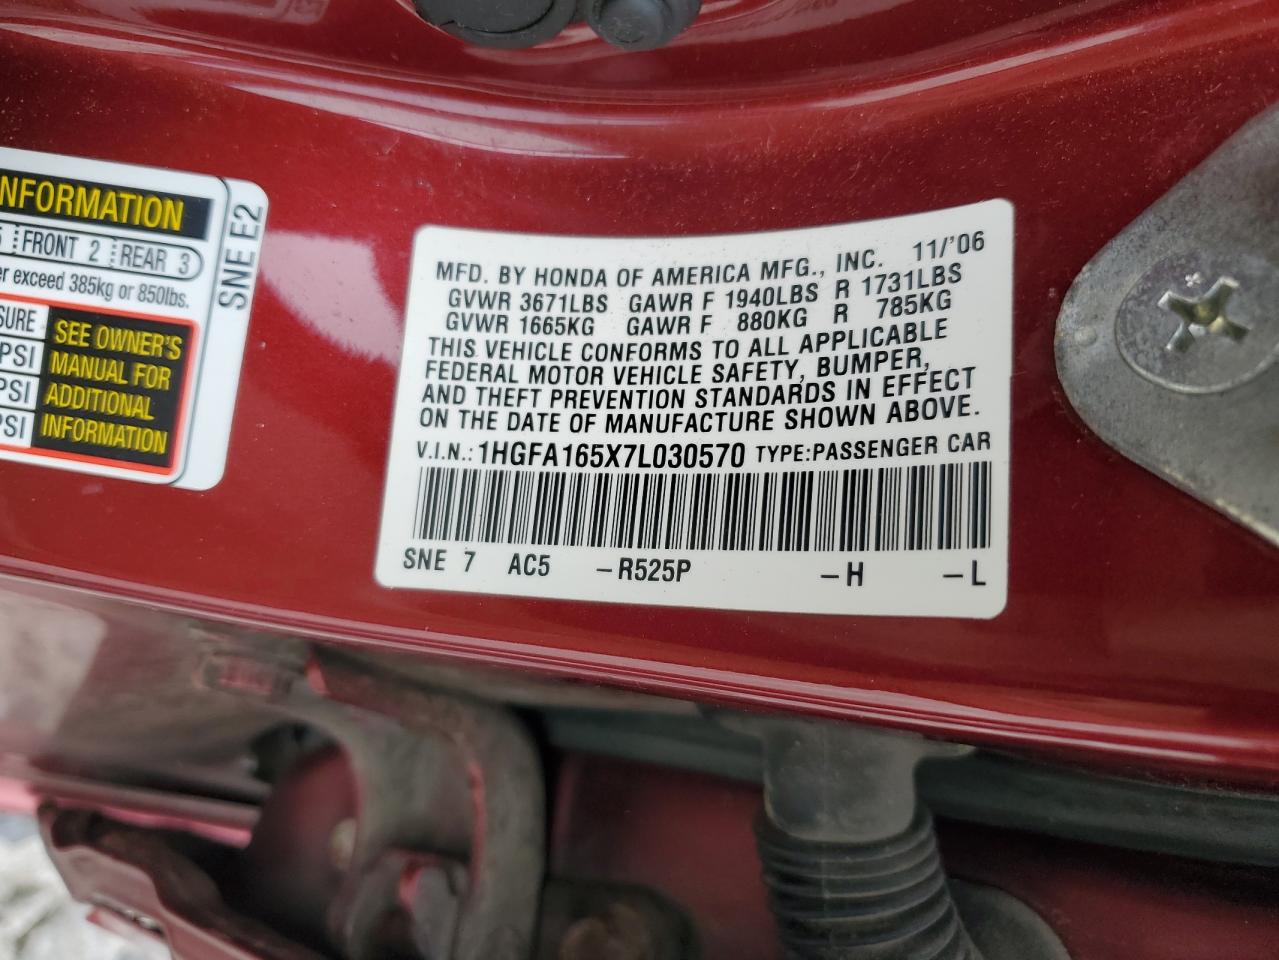 NFORMATION
FRONT 2 REAR 3
er exceed 385kg or 850lbs.
SURE
PSI
PSI
PSI
SEE OWNER'S
MANUAL FOR
ADDITIONAL
INFORMATION
SNE E2
MFD. BY HONDA OF AMERICA MFG., INC. 11/'06
GVWR 3671LBS GAWR F 1940LBS R 1731LBS
GVWR 1665KG GAWR F 880KG R 785KG
THIS VEHICLE CONFORMS TO ALL APPLICABLE
FEDERAL MOTOR VEHICLE SAFETY, BUMPER,
AND THEFT PREVENTION STANDARDS IN EFFECT
ON THE DATE OF MANUFACTURE SHOWN ABOVE.
V.I.N.: 1HGFA165X7L030570 TYPE:PASSENGER CAR
SNE 7 AC5 –R525P –H –L